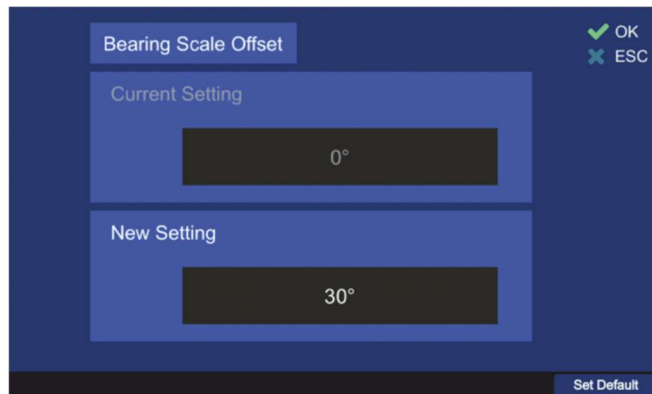 Bearing Scale Offset
OK
ESC
Current Setting
0°
New Setting
30°
Set Default